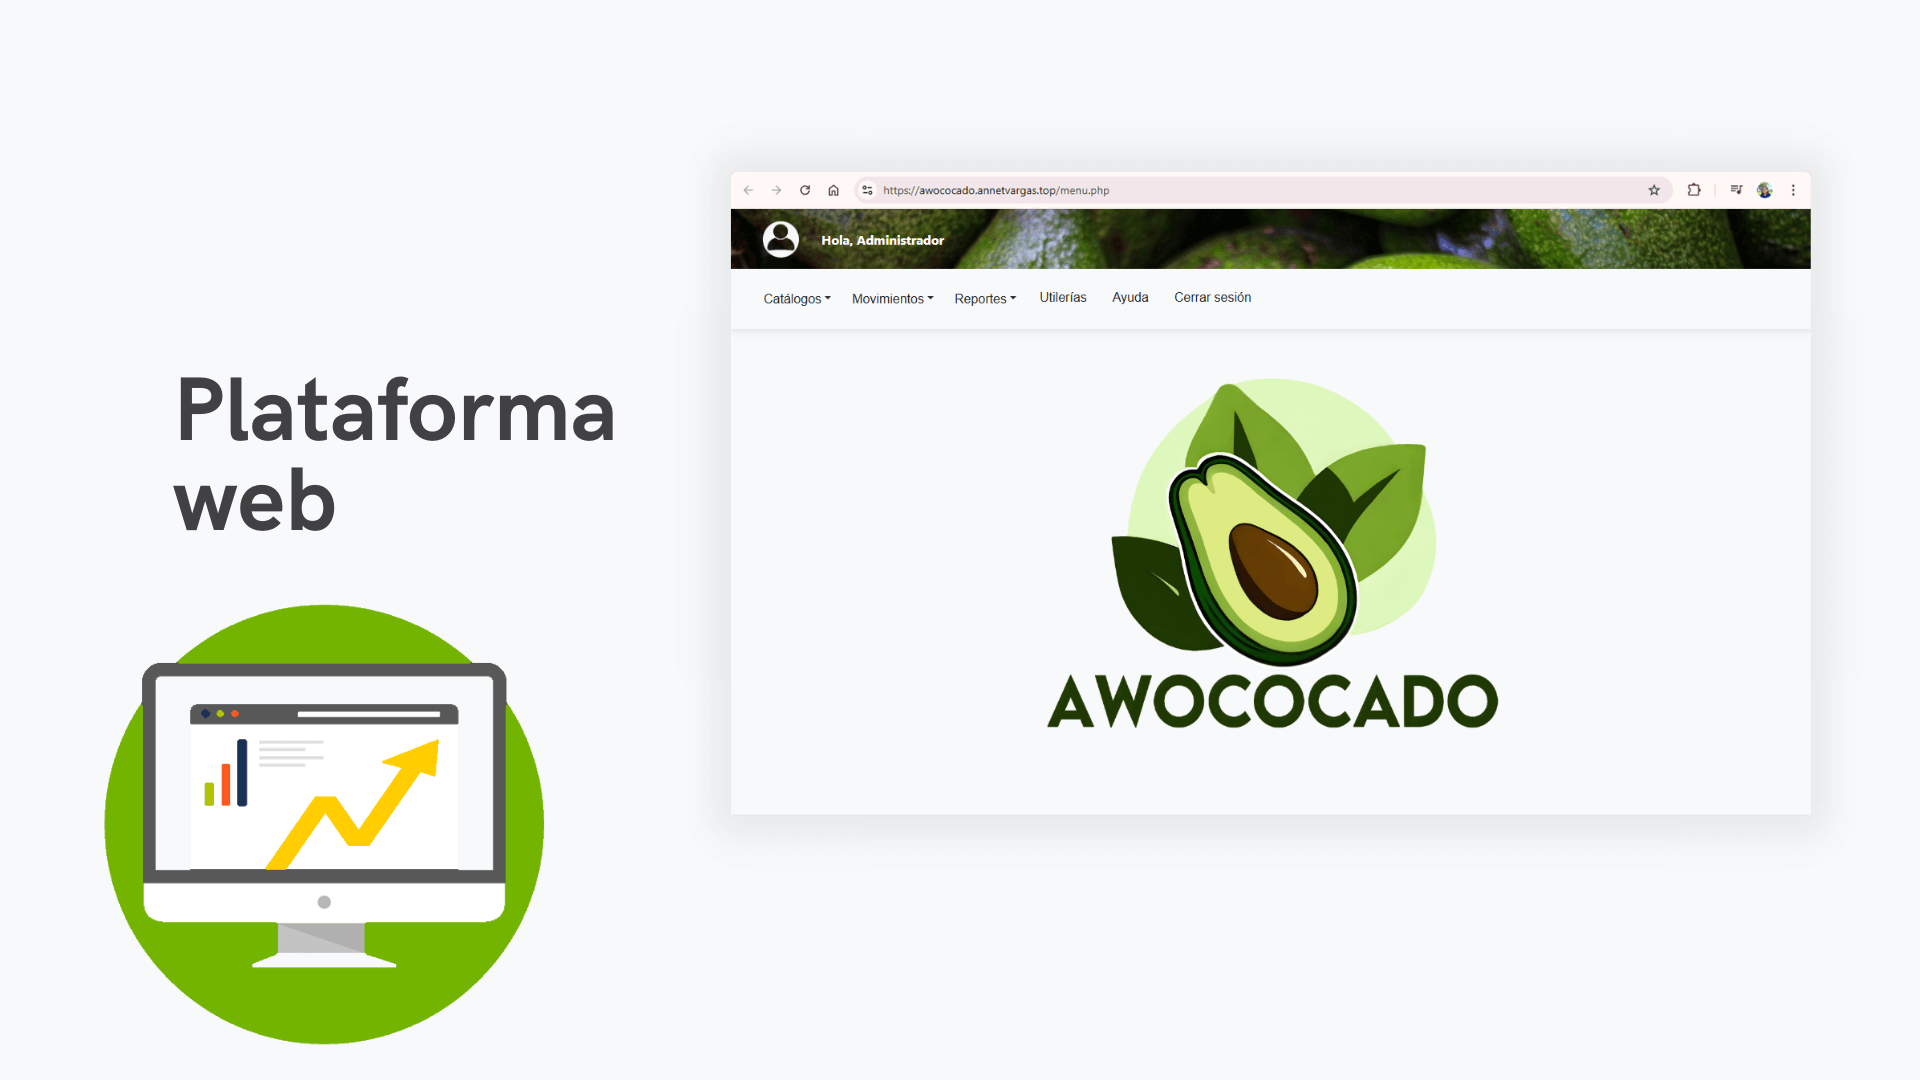 Plataforma
web
https://awococado.annetvargas.top/menu.php
Hola, Administrador
Catálogos Movimientos Reportes Utilerías Ayuda Cerrar sesión
AWOCOCADO